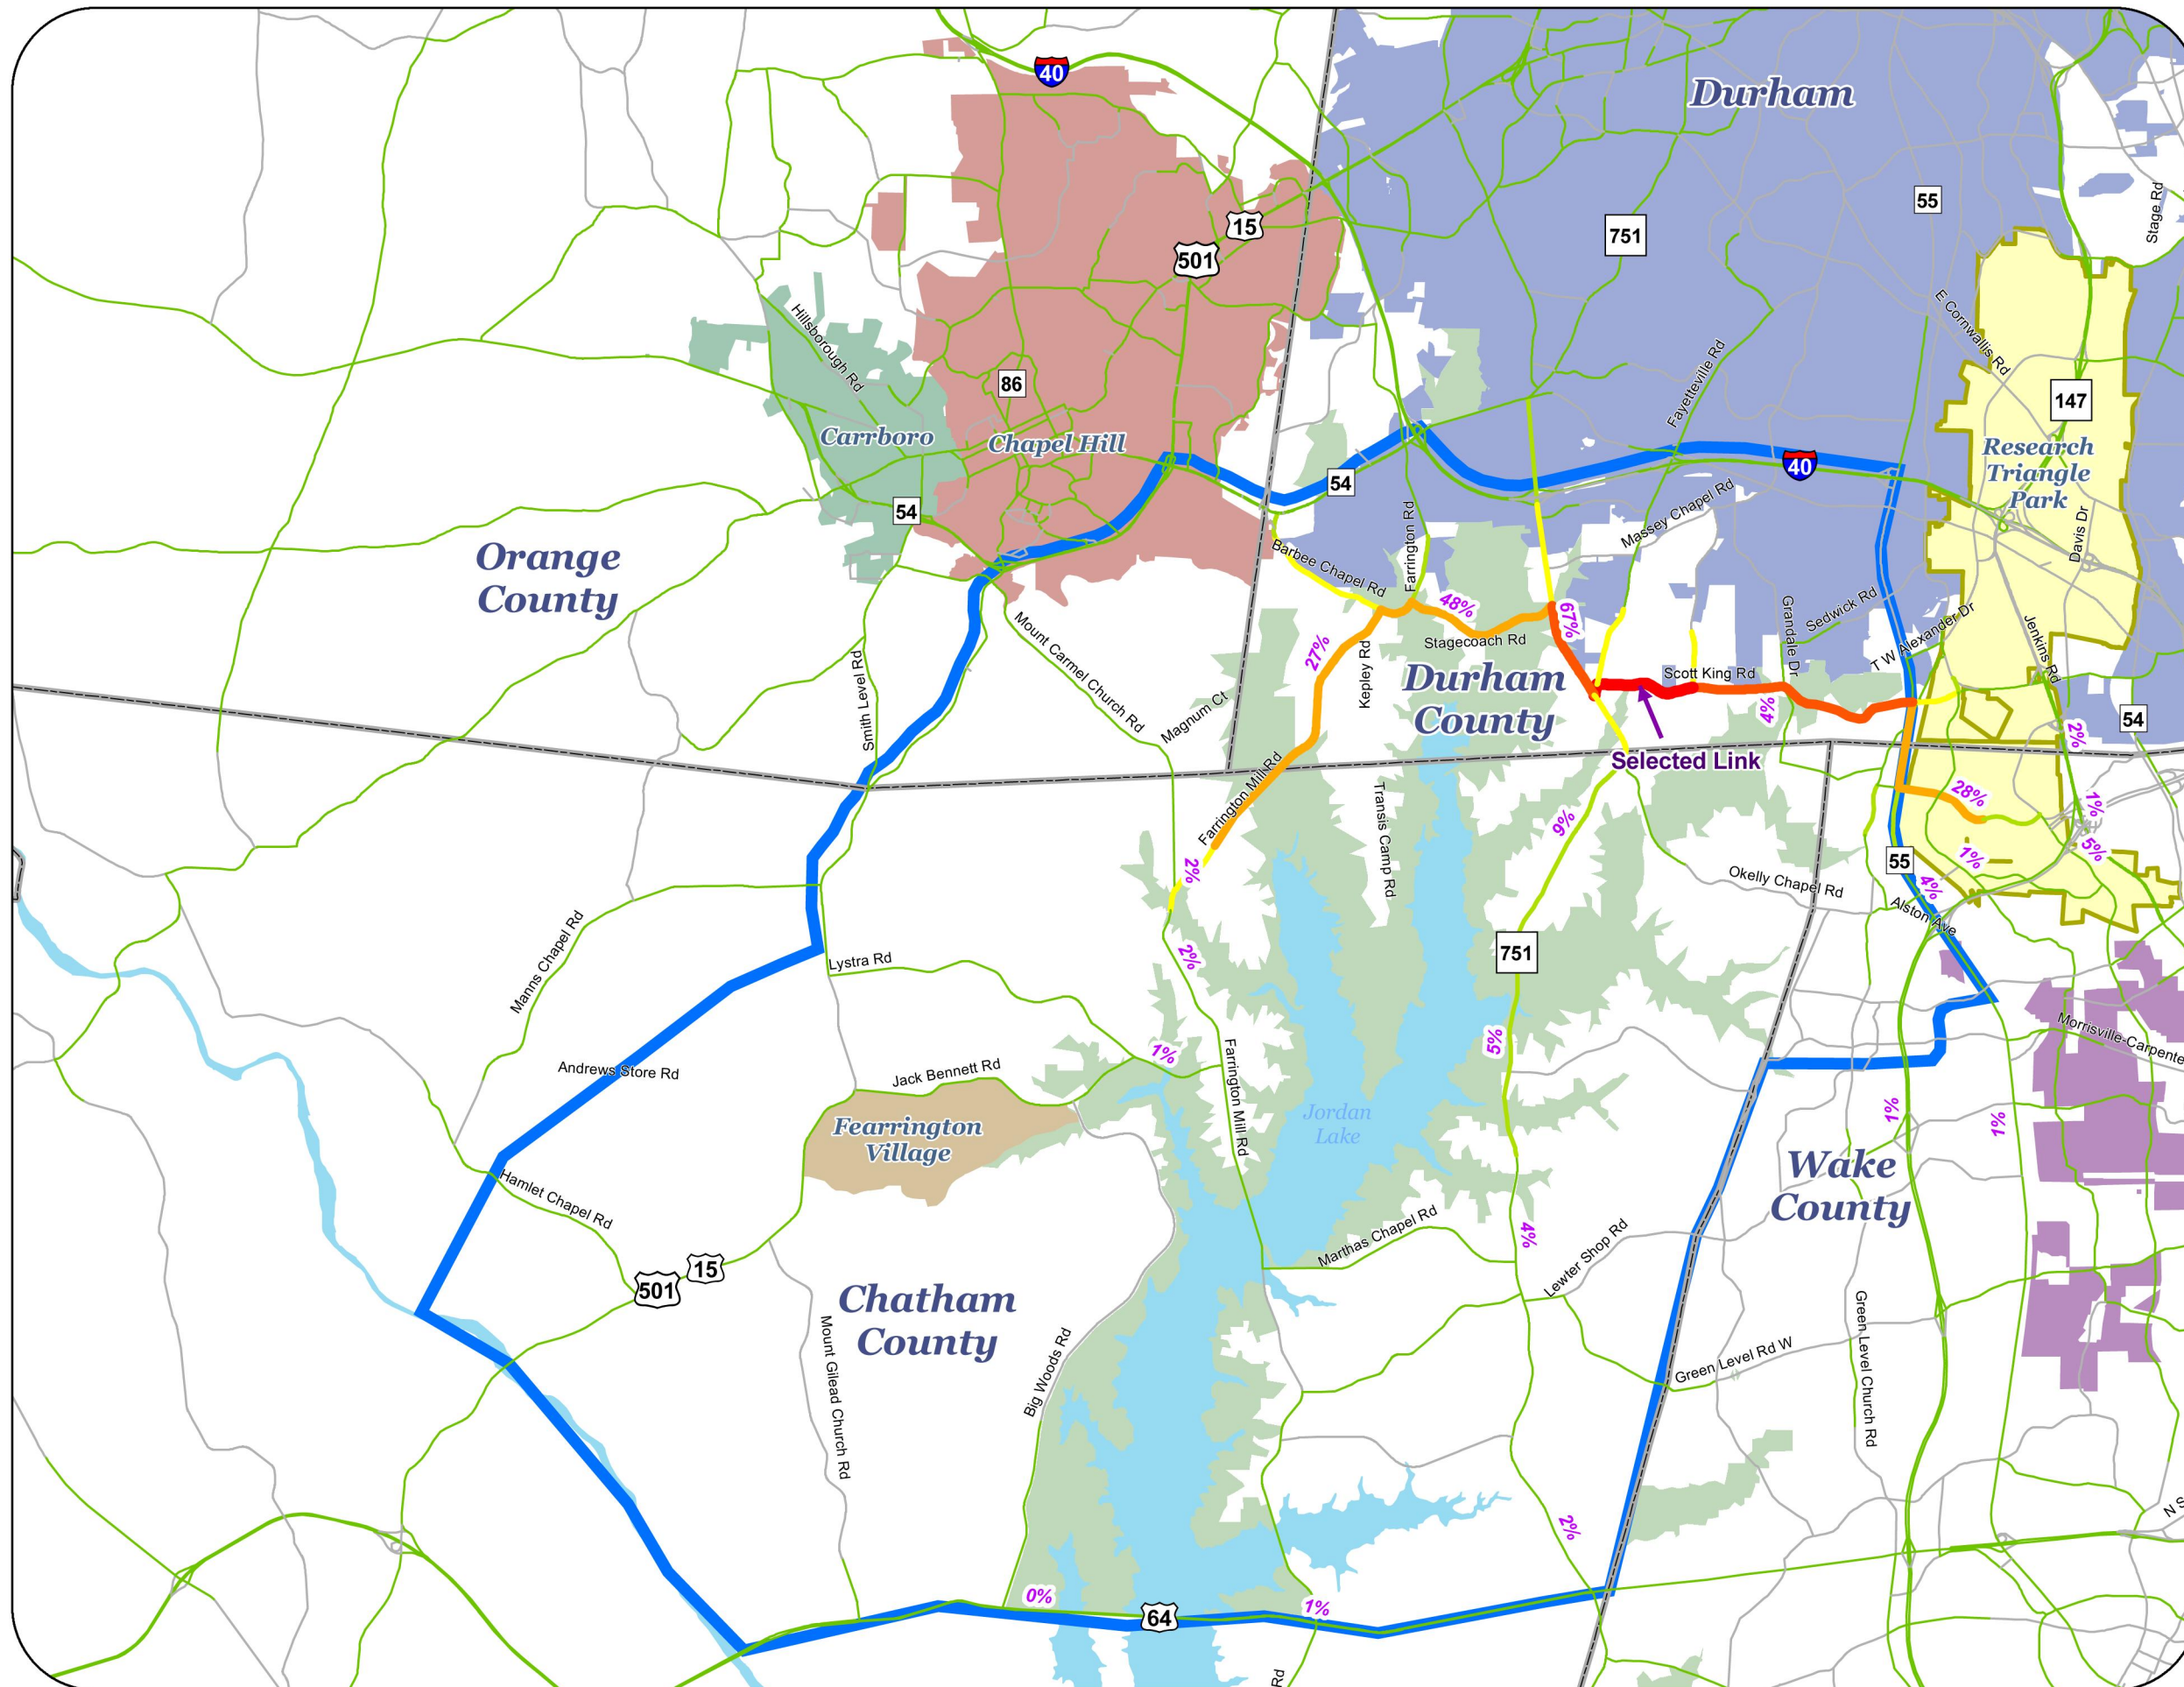 40
Durham
55
Stage Rd
15
751
501
E Cornwallis Rd
Hillsborough Rd
Fayetteville Rd
86
147
Carrboro
Chapel Hill
Research
Triangle
Park
40
54
54
Massey Chapel Rd
Davis Dr
Farrington Rd
Orange
County
Barbee Chapel Rd
48%
67%
Grandale Dr
Sedwick Rd
T W Alexander Dr
Jenkins Rd
Mount Carmel Church Rd
27%
Kepley Rd
Stagecoach Rd
Scott King Rd
Smith Level Rd
Magnum Ct
Durham
County
4%
54
2%
Selected Link
Farrington Mill Rd
Transis Camp Rd
9%
28%
1%
5%
1%
2%
55
4%
Okelly Chapel Rd
Alston Ave
Manns Chapel Rd
Lystra Rd
2%
751
Morrisville-Carpente
5%
Andrews Store Rd
Jack Bennett Rd
1%
Farrington Mill Rd
Fearrington
Village
Jordan
Lake
1%
1%
Wake
County
Hamlet Chapel Rd
Marthas Chapel Rd
4%
Lewter Shop Rd
501
15
Chatham
County
Mount Gilead Church Rd
Big Woods Rd
Green Level Rd W
Green Level Church Rd
N S
2%
0%
64
1%
Rd